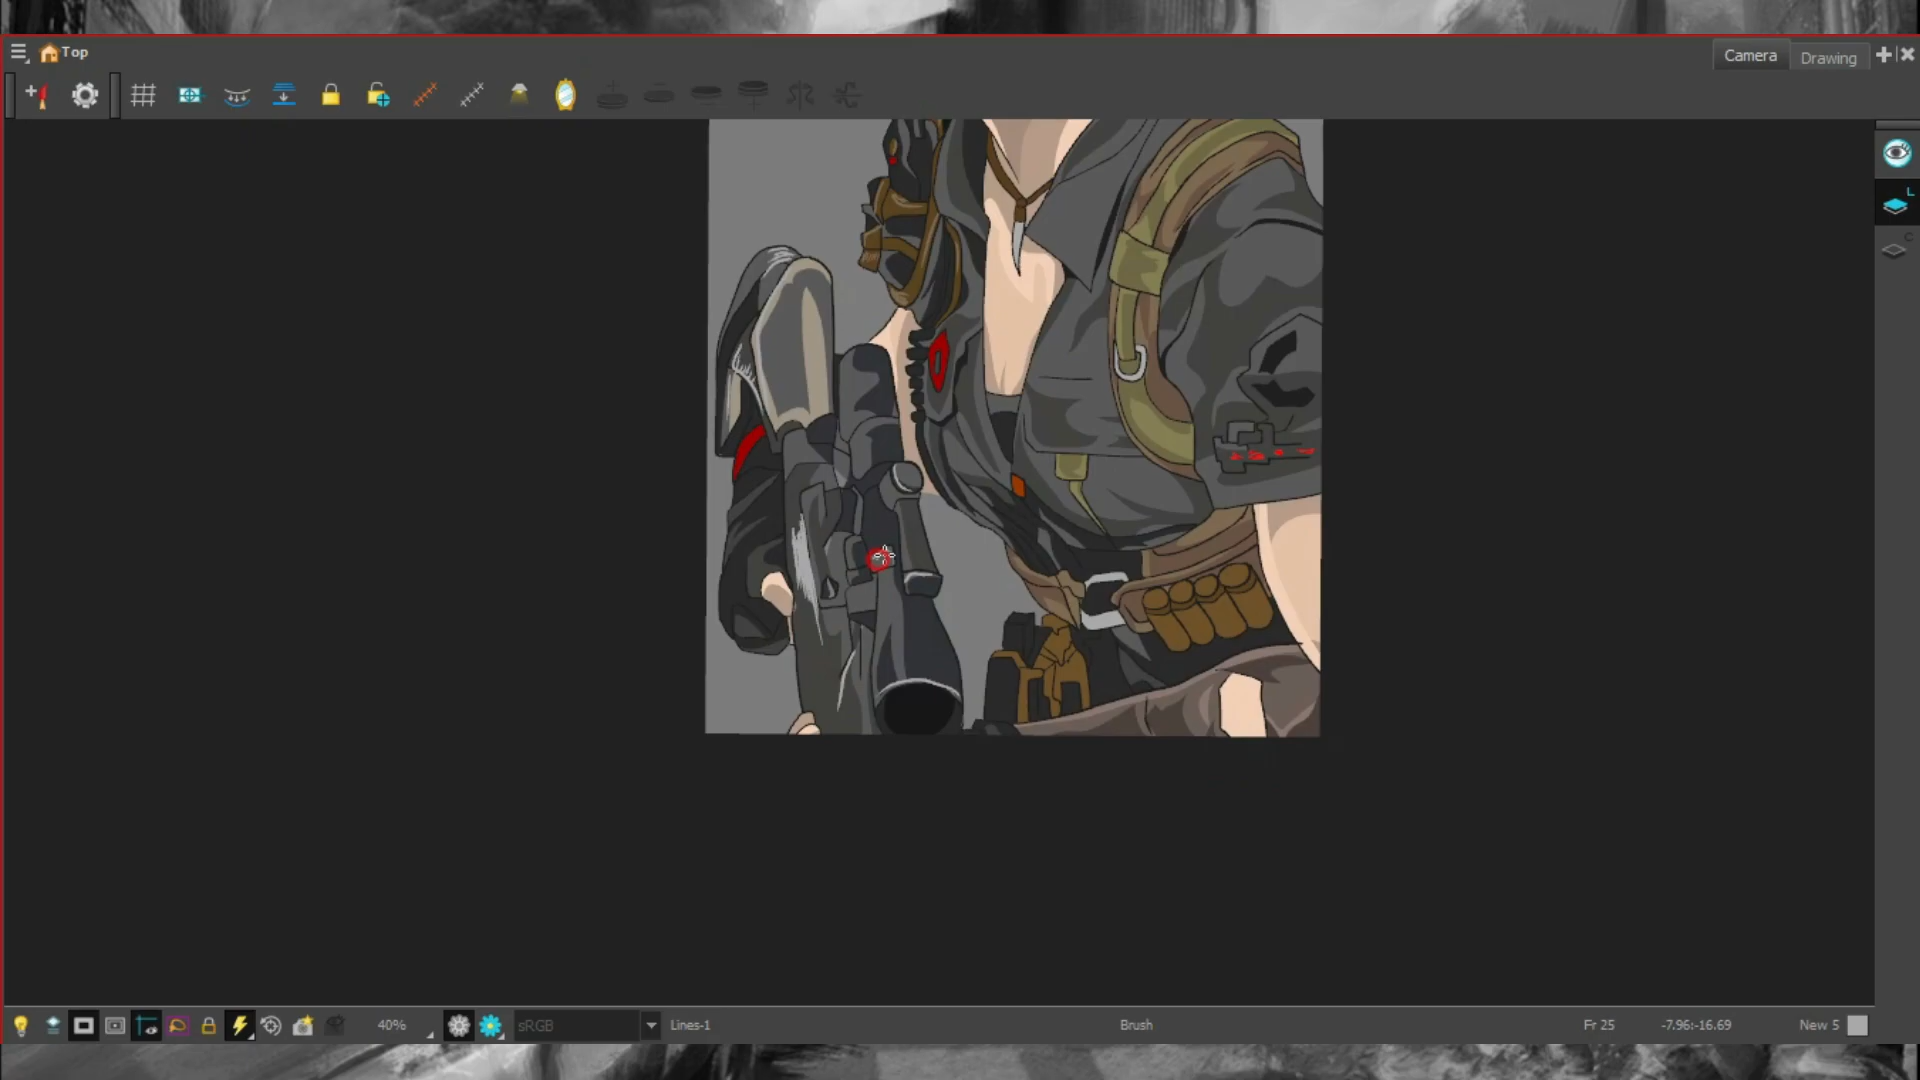 Top
Camera
Drawing
L
C
40%
sRGB
Lines-1
Brush
Fr 25
-7.96:-16.69
New 5